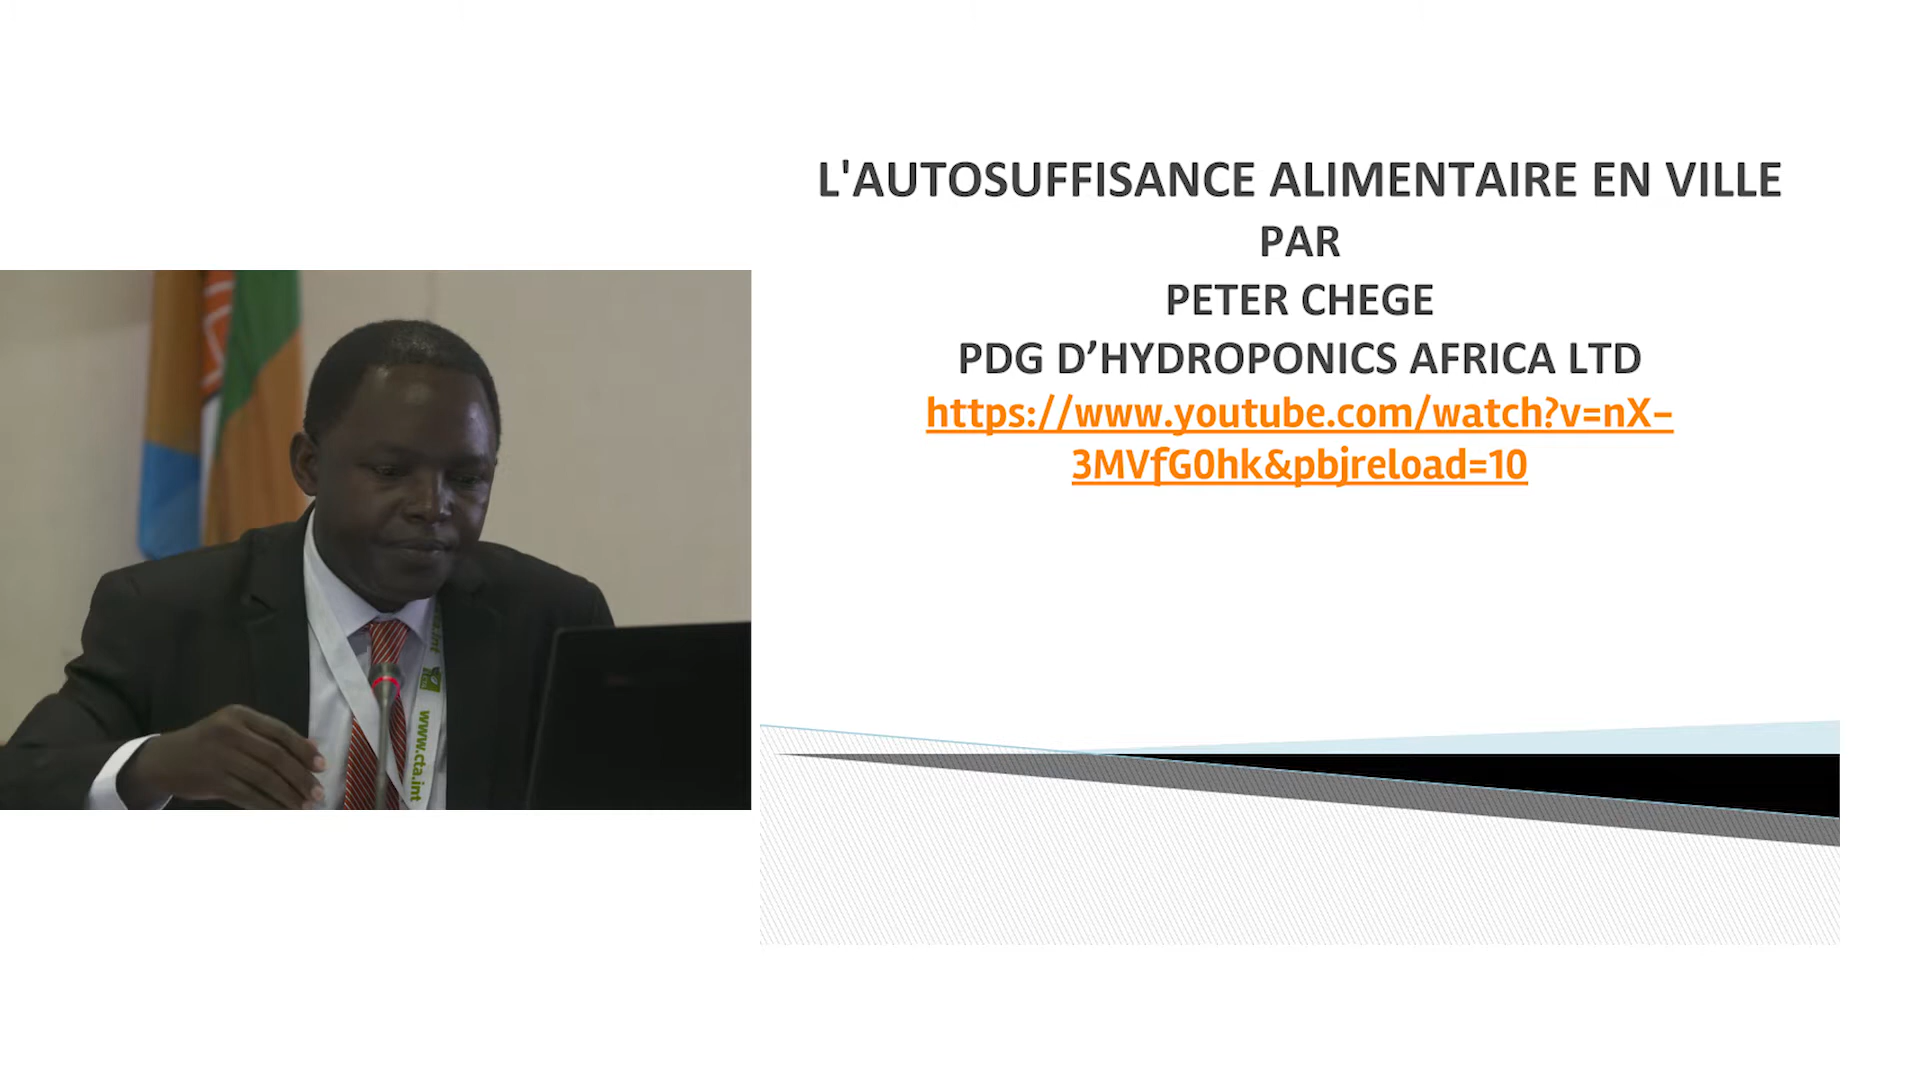 L'AUTOSUFFISANCE ALIMENTAIRE EN VILLE
PAR
PETER CHEGE
PDG D’HYDROPONICS AFRICA LTD
https://www.youtube.com/watch?v=nX-
3MVfG0hk&pbjreload=10
www.cta.int